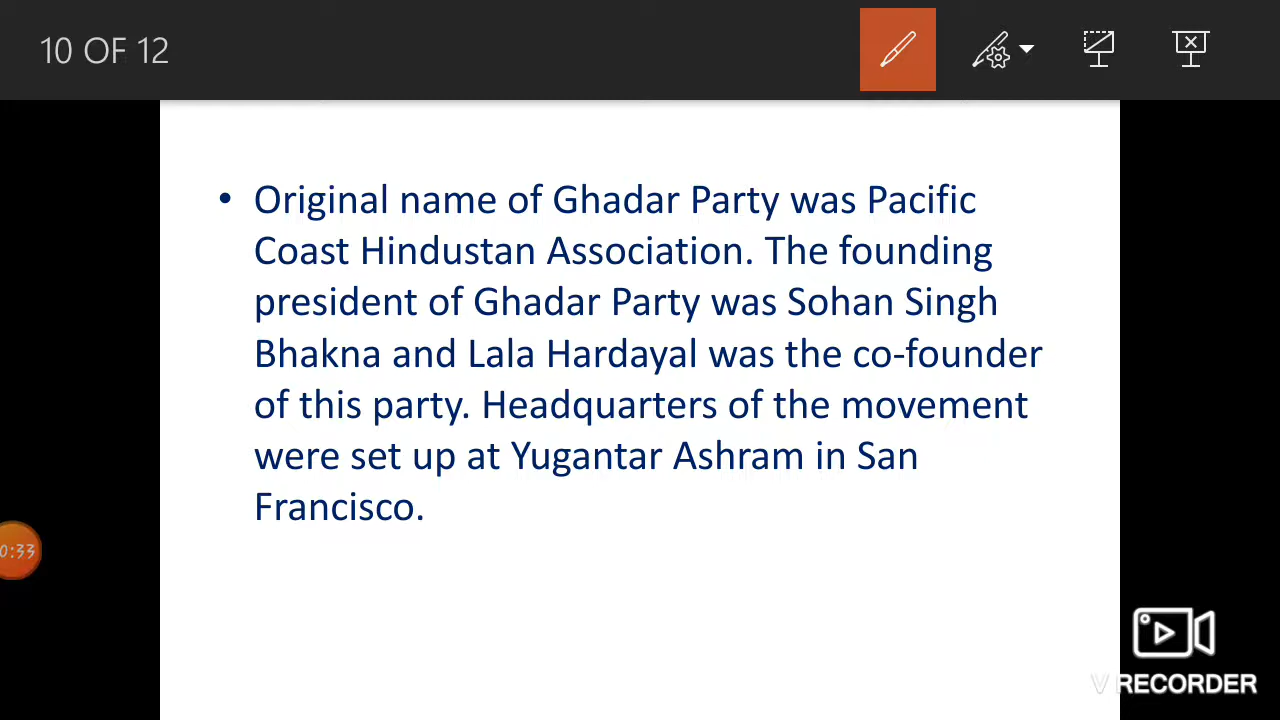 10 OF 12
• Original name of Ghadar Party was Pacific
Coast Hindustan Association. The founding
president of Ghadar Party was Sohan Singh
Bhakna and Lala Hardayal was the co-founder
of this party. Headquarters of the movement
were set up at Yugantar Ashram in San
Francisco.
0:33
V RECORDER